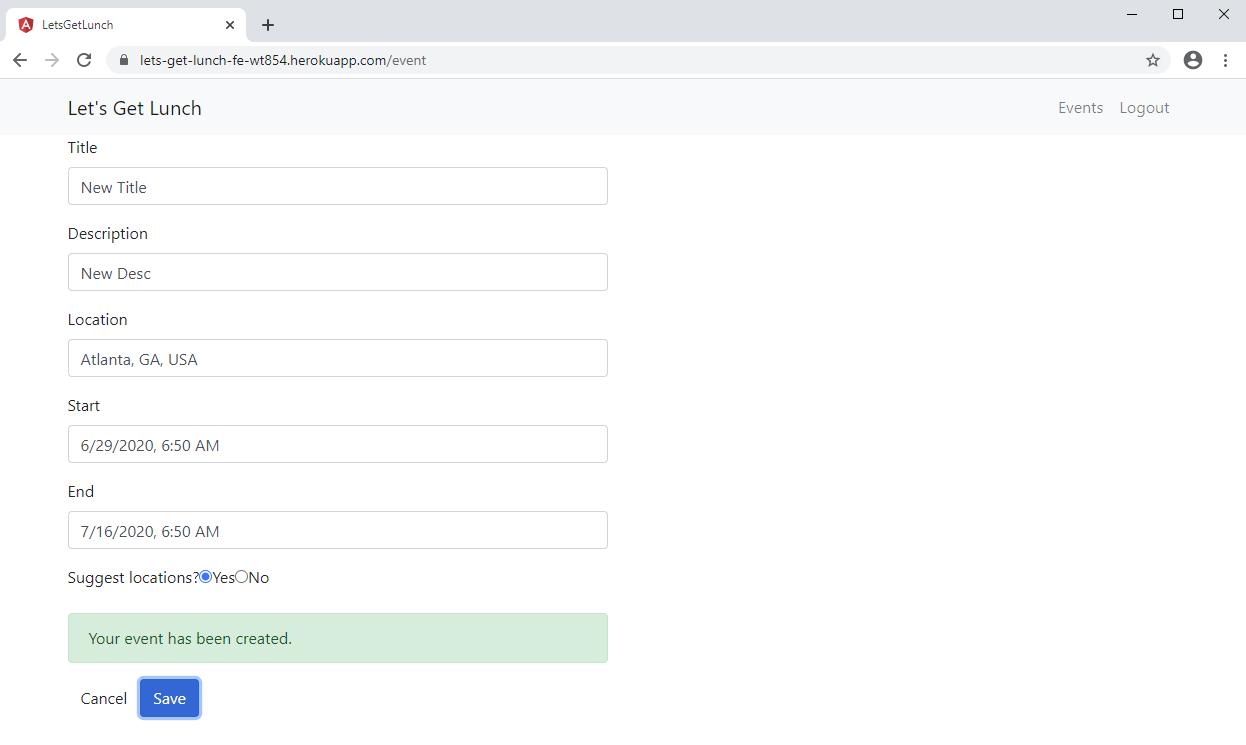 LetsGetLunch
lets-get-lunch-fe-wt854.herokuapp.com/event
Let's Get Lunch Events Logout
Title
New Title
Description
New Desc
Location
Atlanta, GA, USA
Start
6/29/2020, 6:50 AM
End
7/16/2020, 6:50 AM
Suggest locations?YesNo
Your event has been created.
Cancel Save